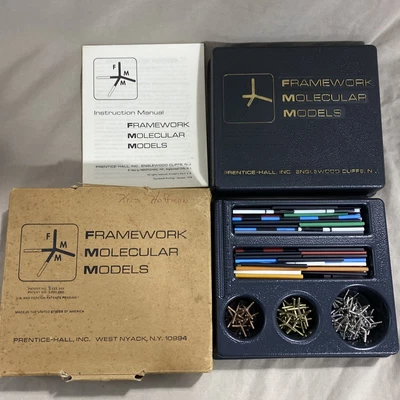 F
M
M
Instruction Manual
FRAMEWORK
MOLECULAR
MODELS
PRENTICE-HALL, INC. ENGLEWOOD CLIFFS, N.J.
FRAMEWORK
MOLECULAR
MODELS
PRENTICE-HALL, INC. ENGLEWOOD CLIFFS, N.J.
F
M
M
FRAMEWORK
MOLECULAR
MODELS
MADE IN THE UNITED STATES OF AMERICA
PRENTICE-HALL, INC. WEST NYACK, N.Y. 10994